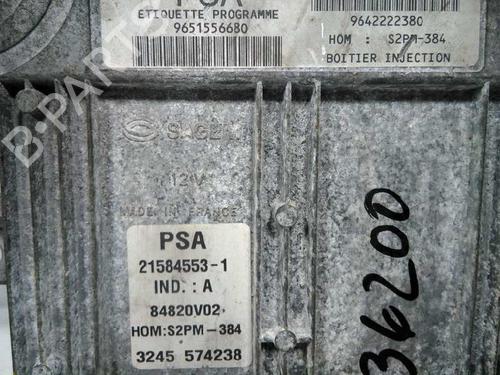 PSA
ETIQUETTE PROGRAMME
9651556680
9642222380
HOM : S2PM-384
BOITIER INJECTION
B-PARTS
SAGEM
12V
MADE IN FRANCE
PSA
21584553-1
IND.: A
84820V02
HOM:S2PM-384
3245 574238
36200